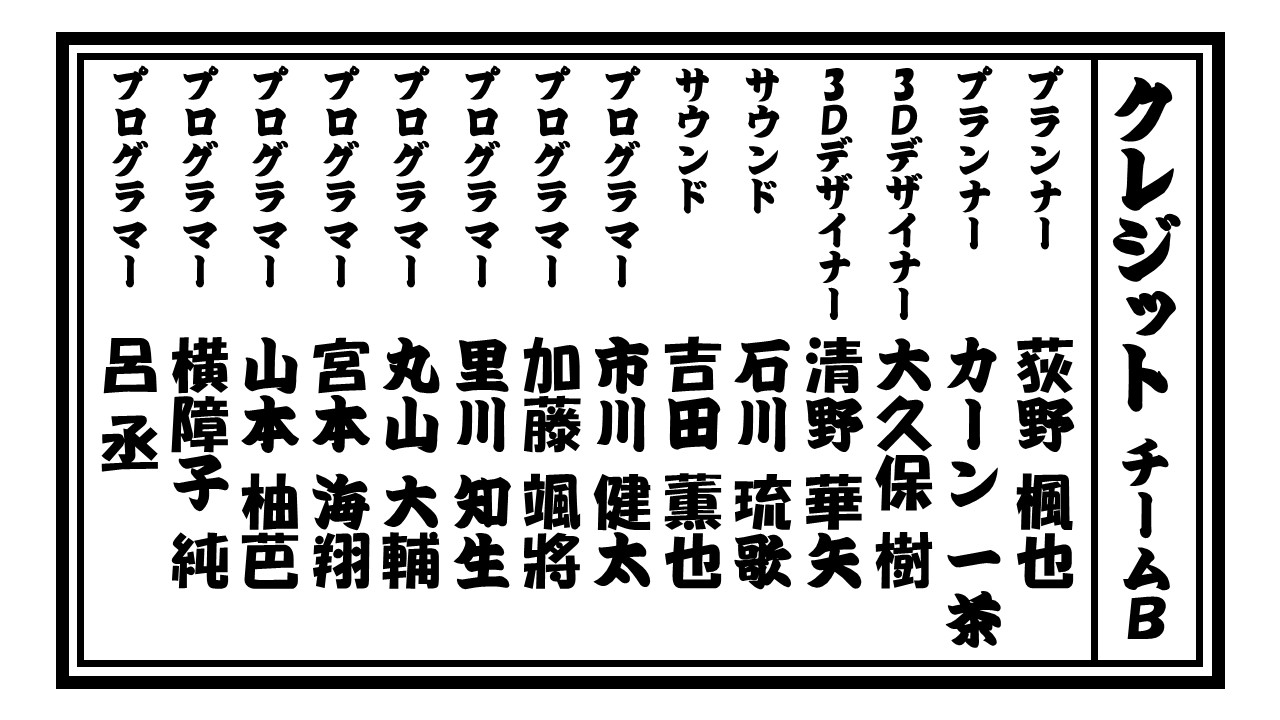 クレジット チームB
プランナー 荻野 楓也
プランナー カーン 一茶
3Dデザイナー 大久保 樹
3Dデザイナー 清野 華矢
サウンド 石川 琉歌
サウンド 吉田 薫也
プログラマー 市川 健太
プログラマー 加藤 颯将
プログラマー 里川 知生
プログラマー 丸山 大輔
プログラマー 宮本 海翔
プログラマー 山本 柚芭
プログラマー 横障子 純
プログラマー 呂 丞